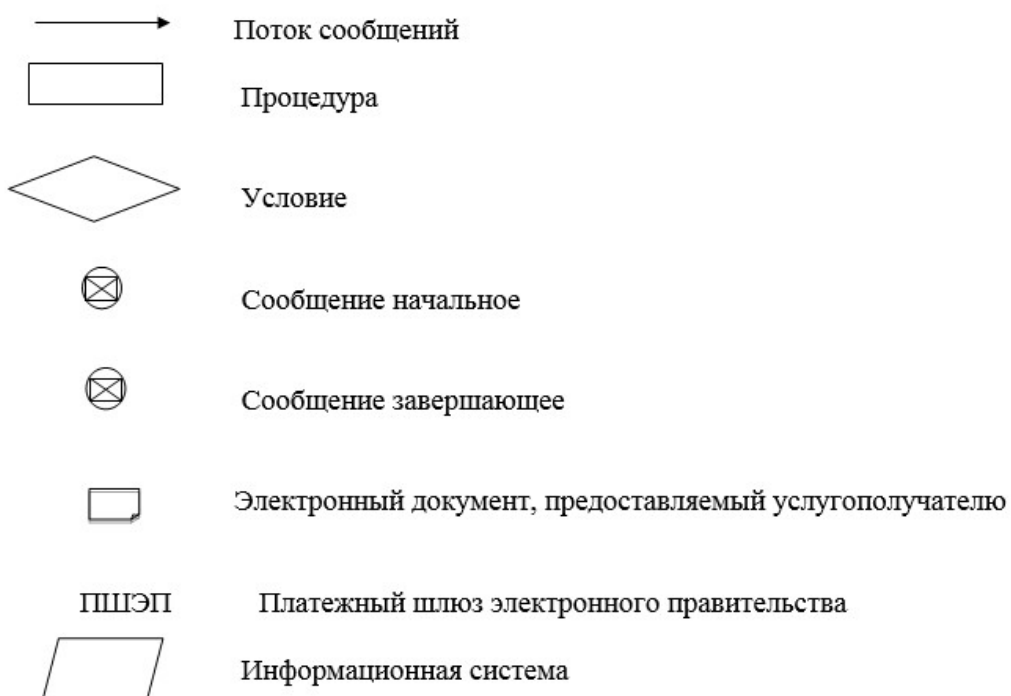 Поток сообщений
Процедура
Условие
Сообщение начальное
Сообщение завершающее
Электронный документ, предоставляемый услугополучателю
ПШЭП Платежный шлюз электронного правительства
Информационная система